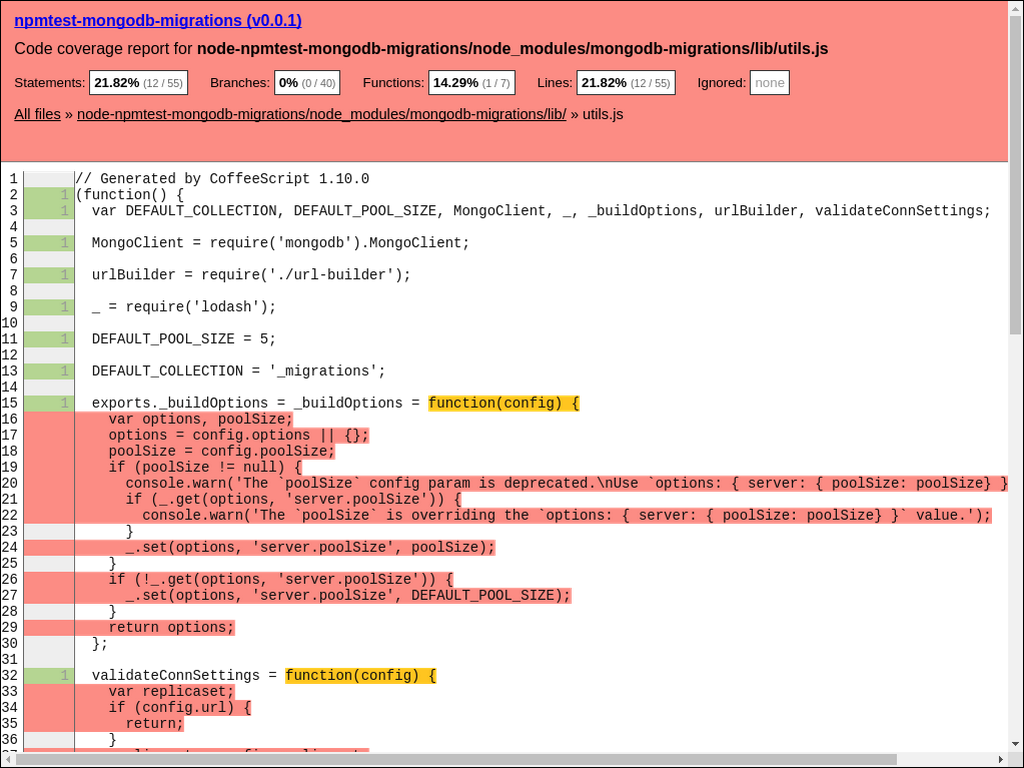 npmtest-mongodb-migrations (v0.0.1)
Code coverage report for node-npmtest-mongodb-migrations/node_modules/mongodb-migrations/lib/utils.js
Statements: 21.82% (12 / 55) Branches: 0% (0 / 40) Functions: 14.29% (1 / 7) Lines: 21.82% (12 / 55) Ignored: none
All files » node-npmtest-mongodb-migrations/node_modules/mongodb-migrations/lib/ » utils.js
1 // Generated by CoffeeScript 1.10.0
2 1 (function() {
3 1 var DEFAULT_COLLECTION, DEFAULT_POOL_SIZE, MongoClient, _, _buildOptions, urlBuilder, validateConnSettings;
4
5 1 MongoClient = require('mongodb').MongoClient;
6
7 1 urlBuilder = require('./url-builder');
8
9 1 _ = require('lodash');
10
11 1 DEFAULT_POOL_SIZE = 5;
12
13 1 DEFAULT_COLLECTION = '_migrations';
14
15 1 exports._buildOptions = _buildOptions = function(config) {
16 var options, poolSize;
17 options = config.options || {};
18 poolSize = config.poolSize;
19 if (poolSize != null) {
20 console.warn('The `poolSize` config param is deprecated.\nUse `options: { server: { poolSize: poolSize} }
21 if (_.get(options, 'server.poolSize')) {
22 console.warn('The `poolSize` is overriding the `options: { server: { poolSize: poolSize} }` value.');
23 }
24 _.set(options, 'server.poolSize', poolSize);
25 }
26 if (!_.get(options, 'server.poolSize')) {
27 _.set(options, 'server.poolSize', DEFAULT_POOL_SIZE);
28 }
29 return options;
30 };
31
32 1 validateConnSettings = function(config) {
33 var replicaset;
34 if (config.url) {
35 return;
36 }